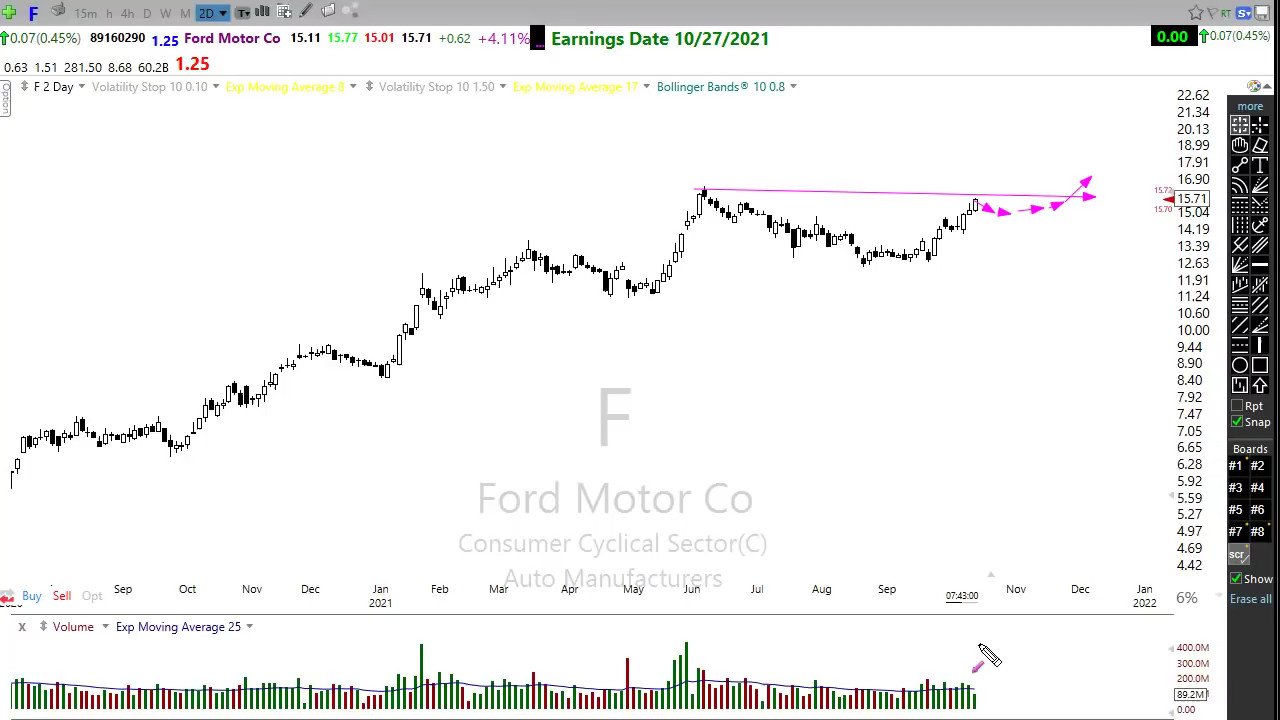 F 15m h 4h D W M 2D T RT S
0.07(0.45%) 89160290 1.25 Ford Motor Co 15.11 15.77 15.01 15.71 +0.62 +4.11% Earnings Date 10/27/2021 0.00 0.07(0.45%)
0.63 1.51 281.50 8.68 60.2B 1.25
Option
F 2 Day Volatility Stop 10 0.10 Exp Moving Average 8 Volatility Stop 10 1.50 Exp Moving Average 17 Bollinger Bands® 10 0.8
22.62
21.34
20.13
18.99
17.91
16.90
15.72
15.71
15.70
15.04
14.19
13.39
12.63
11.91
11.24
10.60
10.00
9.44
8.90
8.40
7.92
7.47
7.05
6.65
6.28
5.92
5.59
5.27
4.97
4.69
4.42
more
T
Rpt
Snap
Boards
#1 #2
#3 #4
#5 #6
#7 #8
scr
Show
Erase all
F
Ford Motor Co
Consumer Cyclical Sector(C)
Auto Manufacturers
Buy Sell Opt
Sep Oct Nov Dec Jan Feb Mar Apr May Jun Jul Aug Sep 07:43:00 Nov Dec Jan
2021 2022
6%
X Volume Exp Moving Average 25
400.0M
300.0M
200.0M
89.2M
0.00